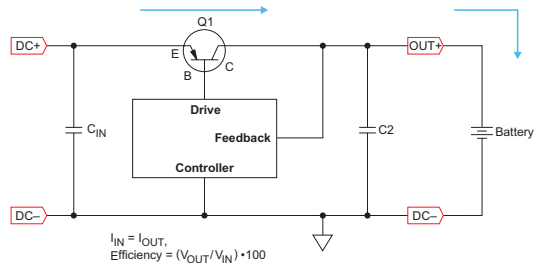 Q1
DC+
E
B
C
OUT+
Drive
Feedback
Controller
C_IN
C2
Battery
DC–
DC–
I_IN = I_OUT,
Efficiency = (V_OUT/V_IN) •100